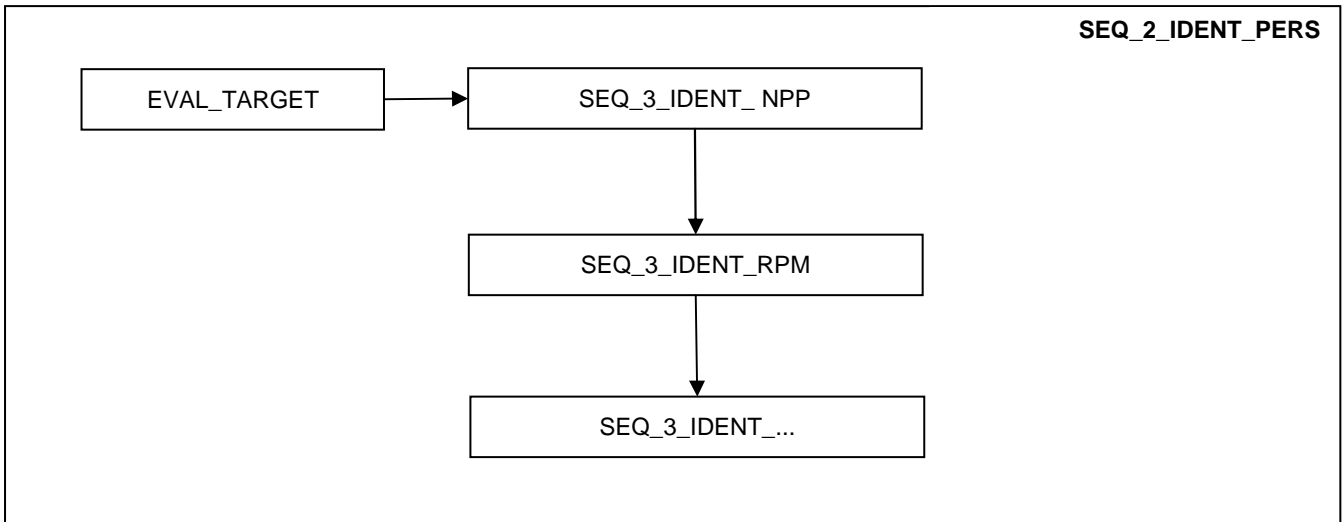 SEQ_2_IDENT_PERS
EVAL_TARGET
SEQ_3_IDENT_ NPP
SEQ_3_IDENT_RPM
SEQ_3_IDENT_...